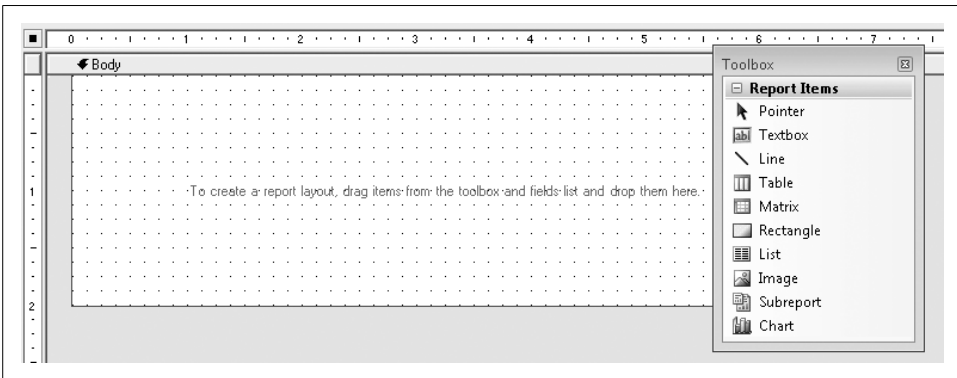 0 1 2 3 4 5 6 7
Body
To create a report layout, drag items from the toolbox and fields list and drop them here.
1
2
Toolbox
Report Items
Pointer
abl Textbox
Line
Table
Matrix
Rectangle
List
Image
Subreport
Chart